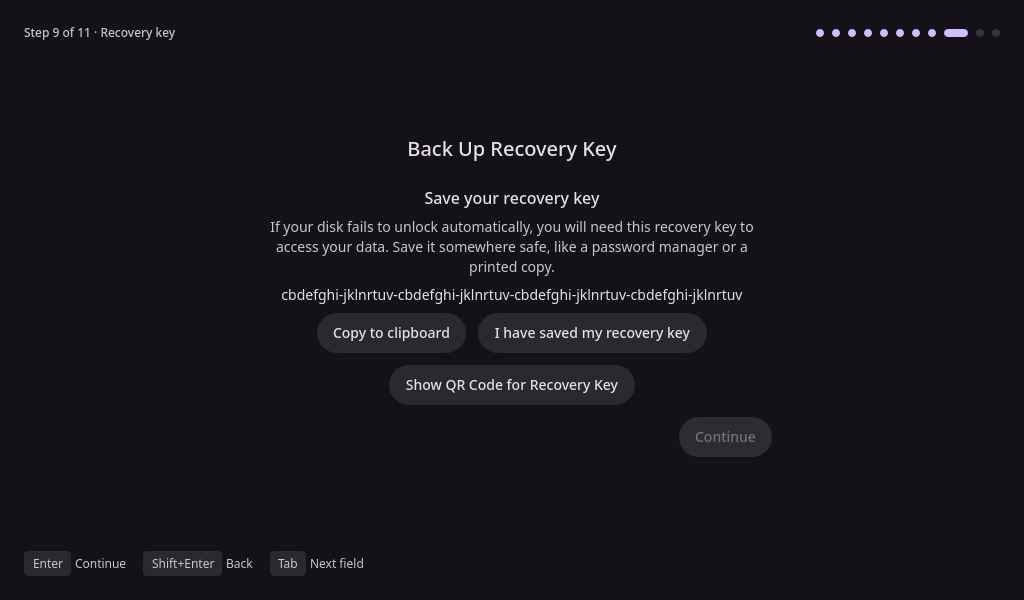 Step 9 of 11 · Recovery key
Back Up Recovery Key
Save your recovery key
If your disk fails to unlock automatically, you will need this recovery key to
access your data. Save it somewhere safe, like a password manager or a
printed copy.
cbdefghi-jklnrtuv-cbdefghi-jklnrtuv-cbdefghi-jklnrtuv-cbdefghi-jklnrtuv
Copy to clipboard
I have saved my recovery key
Show QR Code for Recovery Key
Continue
Enter Continue Shift+Enter Back Tab Next field